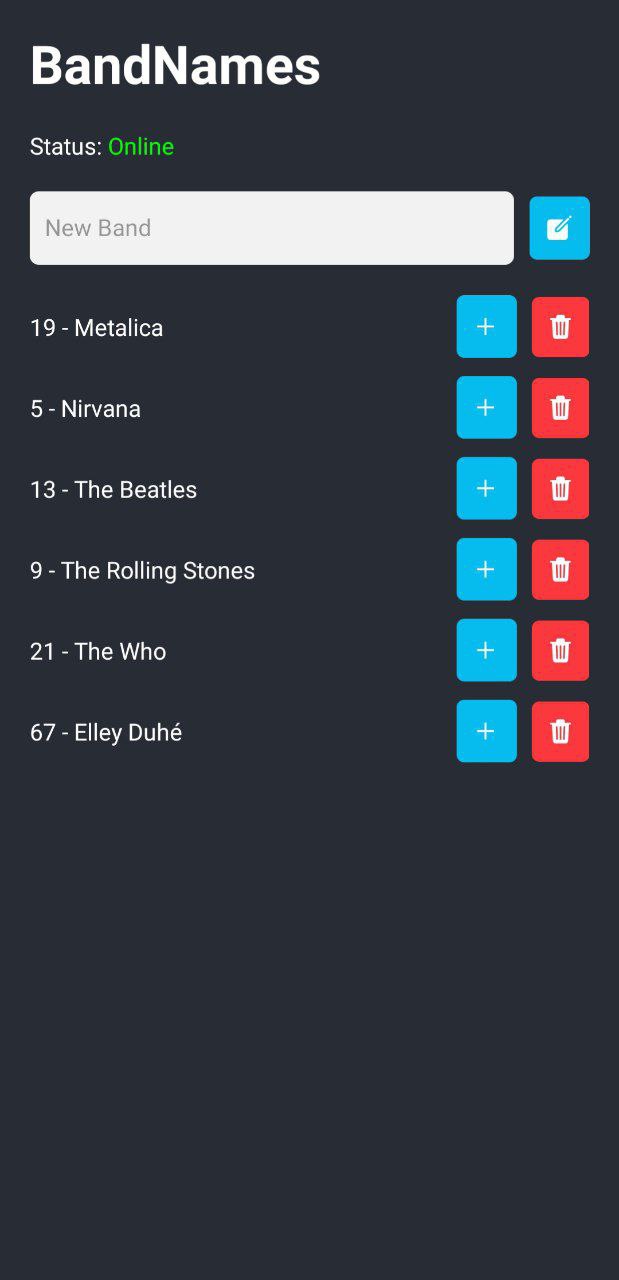 BandNames
Status: Online
New Band
19 - Metalica
5 - Nirvana
13 - The Beatles
9 - The Rolling Stones
21 - The Who
67 - Elley Duhé